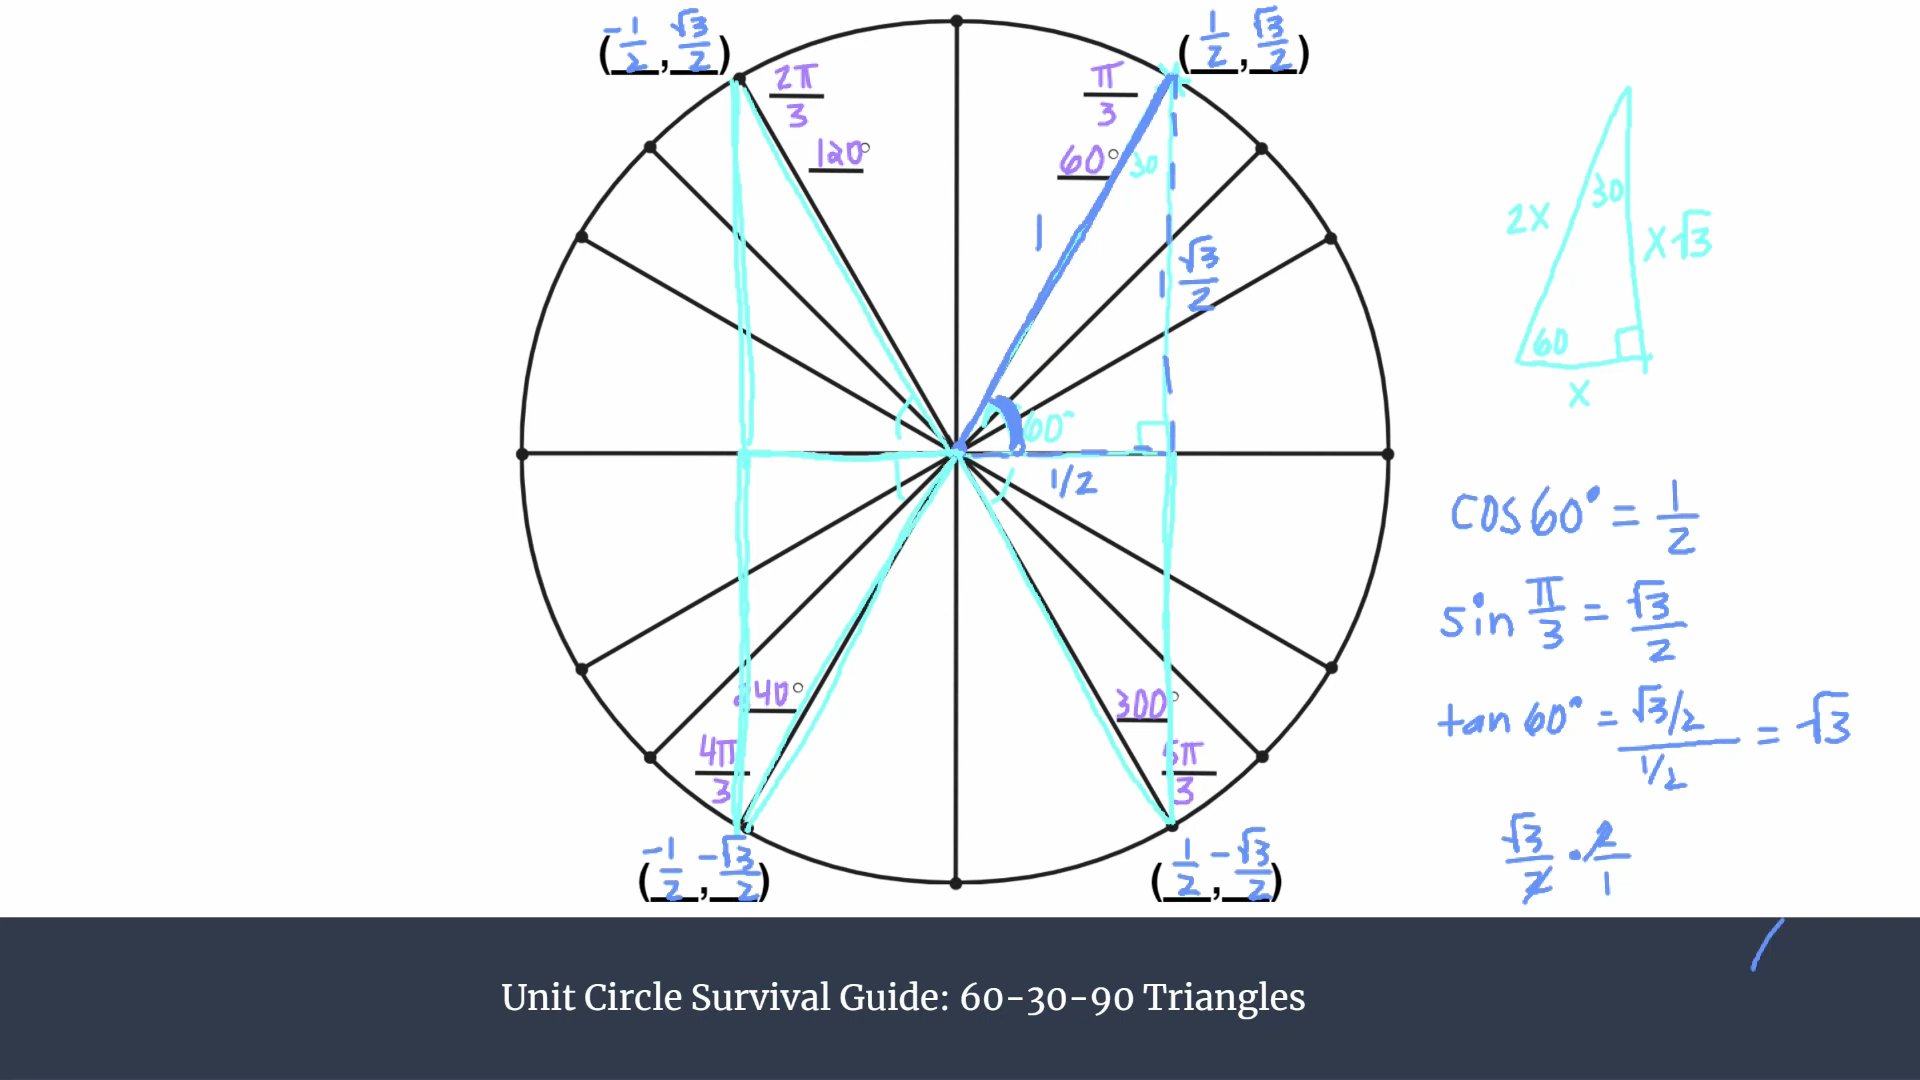 (-1/2, √3/2)
(1/2, √3/2)
2π/3
π/3
120°
60°
30
1
√3/2
60°
1/2
2x
30
x√3
60
x
cos 60° = 1/2
sin π/3 = √3/2
tan 60° = √3/2 / 1/2 = √3
√3/2 · 2/1
240°
300°
4π/3
5π/3
(-1/2, -√3/2)
(1/2, -√3/2)
Unit Circle Survival Guide: 60-30-90 Triangles